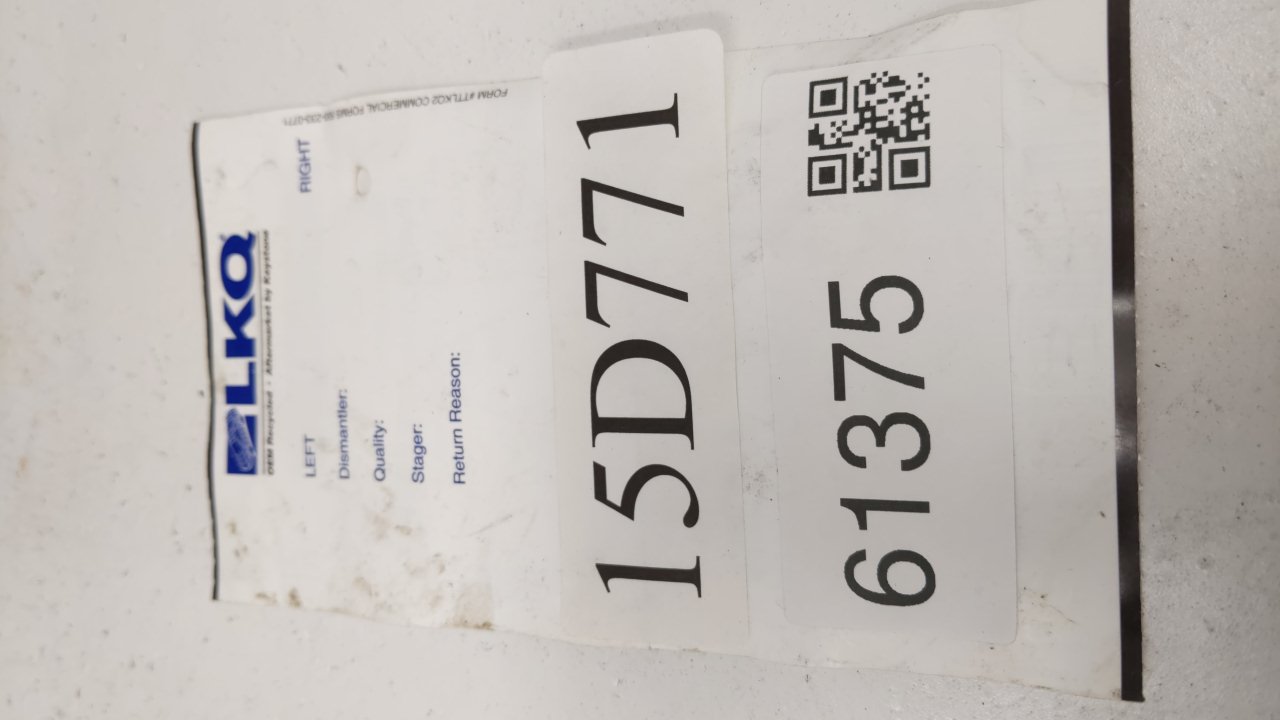 LKQ
OEM Recycled - Aftermarket by Keystone
LEFT RIGHT
Dismantler:
Quality:
Stager:
Return Reason:
FORM #TTLKQ2 COMMERCIAL FORMS
15D771
61375